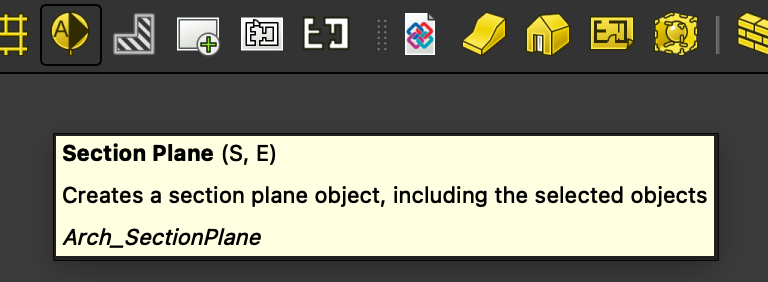 A
Section Plane (S, E)
Creates a section plane object, including the selected objects
Arch_SectionPlane